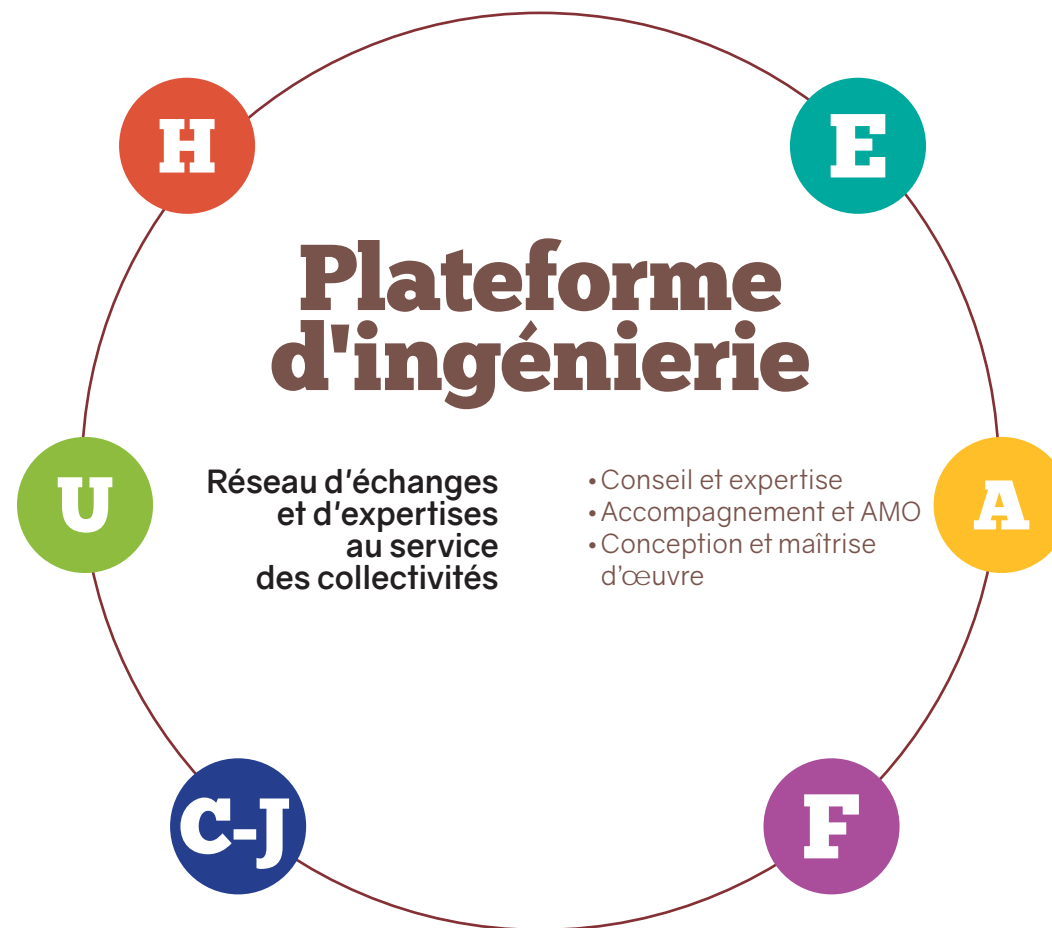 H
E
Plateforme
d'ingénierie
U
Réseau d'échanges
et d'expertises
au service
des collectivités
• Conseil et expertise
• Accompagnement et AMO
• Conception et maîtrise
d'œuvre
A
C-J
F